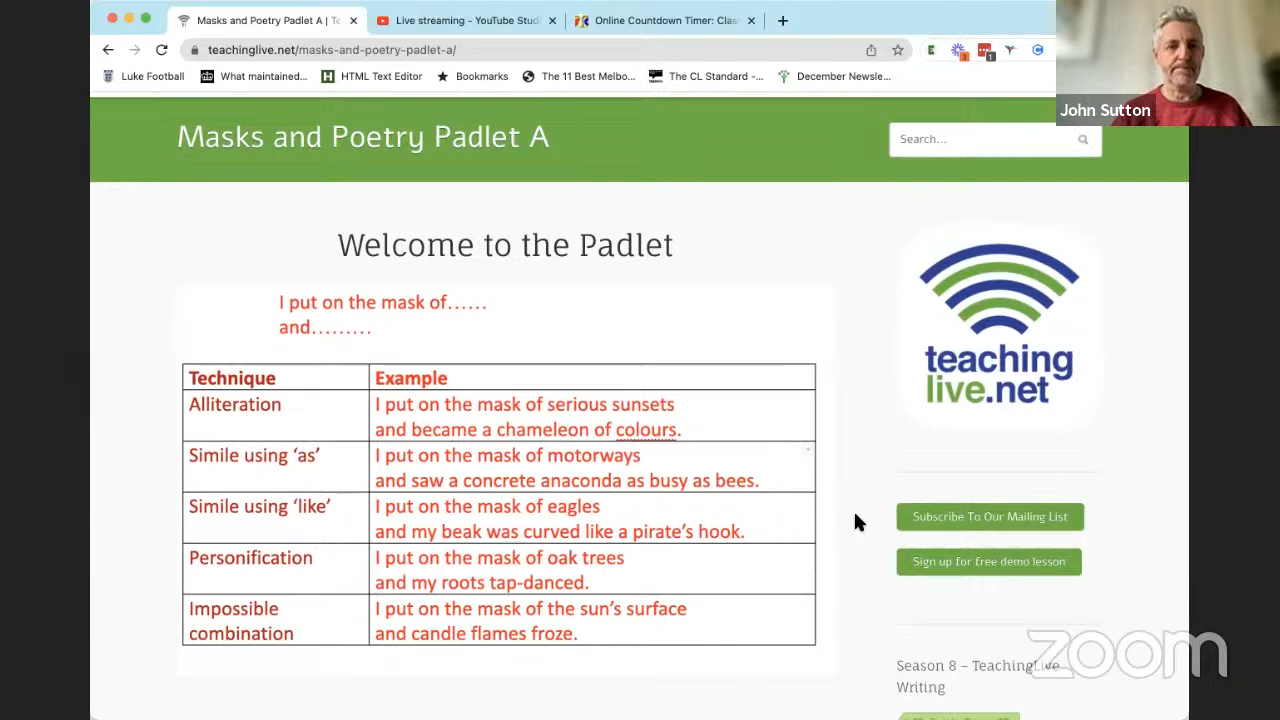 Masks and Poetry Padlet A | Te
Live streaming - YouTube Stud
Online Countdown Timer: Clas
teachinglive.net/masks-and-poetry-padlet-a/
3
1
Luke Football
What maintained...
HTML Text Editor
Bookmarks
The 11 Best Melbo...
The CL Standard -...
December Newsle...
John Sutton
Masks and Poetry Padlet A
Search...
Welcome to the Padlet
I put on the mask of......
and.........
Technique Example
Alliteration I put on the mask of serious sunsets
and became a chameleon of colours.
Simile using ‘as’ I put on the mask of motorways
and saw a concrete anaconda as busy as bees.
Simile using ‘like’ I put on the mask of eagles
and my beak was curved like a pirate’s hook.
Personification I put on the mask of oak trees
and my roots tap-danced.
Impossible I put on the mask of the sun’s surface
combination and candle flames froze.
teaching
live.net
Subscribe To Our Mailing List
Sign up for free demo lesson
Season 8 – TeachingLive
Writing
zoom